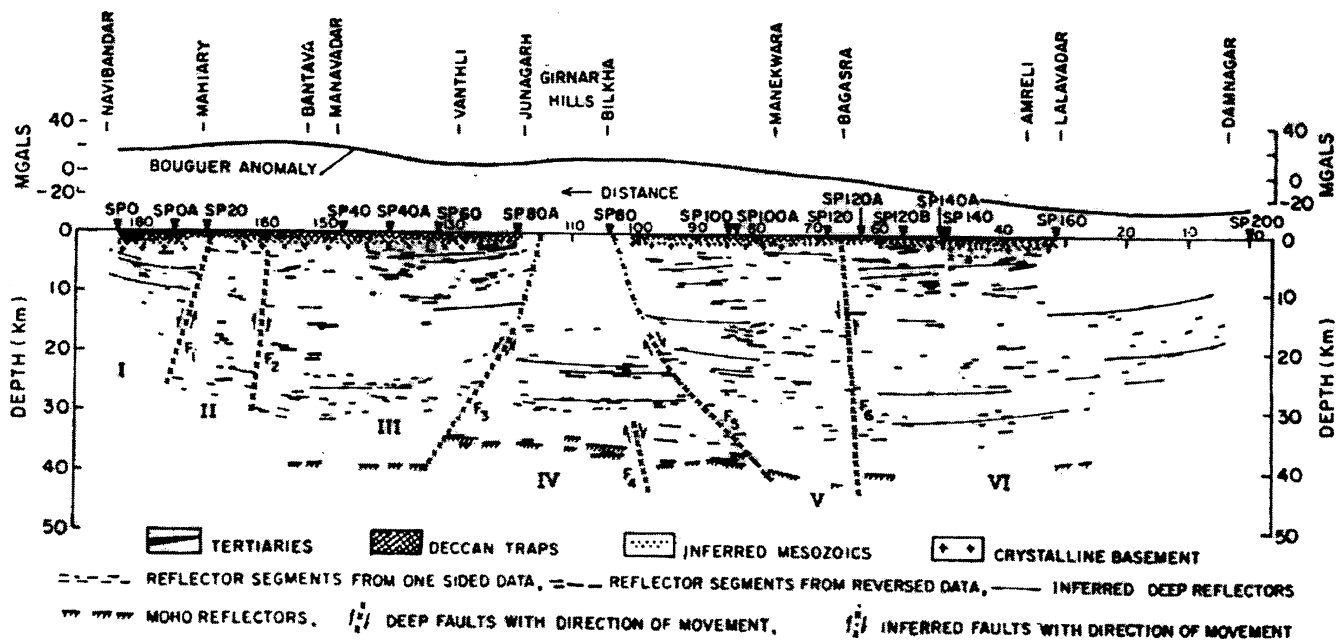 NAVIBANDAR
MAHIARY
BANTAVA
MANAVADAR
VANTHLI
JUNAGARH
GIRNAR
HILLS
BILKHA
MANEKWARA
BAGASRA
AMRELI
LALAVADAR
DAMNAGAR
MGALS
40
0
-20
BOUGUER ANOMALY
← DISTANCE
40
0
-20
MGALS
SP0 SP0A SP20 SP40 SP40A SP60 SP80A SP80 SP100 SP100A SP120 SP120A SP120B SP140A SP140 SP160 SP200
180 160 150 130 110 100 90 80 70 60 40 20 10
DEPTH (Km)
0
10
20
30
40
50
I II III IV V VI
F1 F2 F3 F4 F5 F6
0
10
20
30
40
50
DEPTH (Km)
TERTIARIES DECCAN TRAPS INFERRED MESOZOICS CRYSTALLINE BASEMENT
REFLECTOR SEGMENTS FROM ONE SIDED DATA, REFLECTOR SEGMENTS FROM REVERSED DATA, INFERRED DEEP REFLECTORS
MOHO REFLECTORS. DEEP FAULTS WITH DIRECTION OF MOVEMENT. INFERRED FAULTS WITH DIRECTION OF MOVEMENT